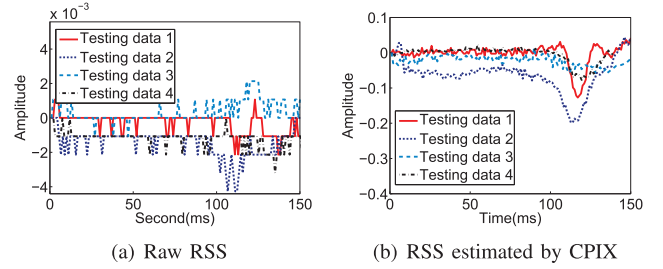 × 10⁻³
Amplitude
4
2
0
−2
−4
0
50
100
150
Second(ms)
Testing data 1
Testing data 2
Testing data 3
Testing data 4
(a) Raw RSS
Amplitude
0.1
0
-0.1
-0.2
-0.3
-0.4
0
50
100
150
Time(ms)
Testing data 1
Testing data 2
Testing data 3
Testing data 4
(b) RSS estimated by CPIX